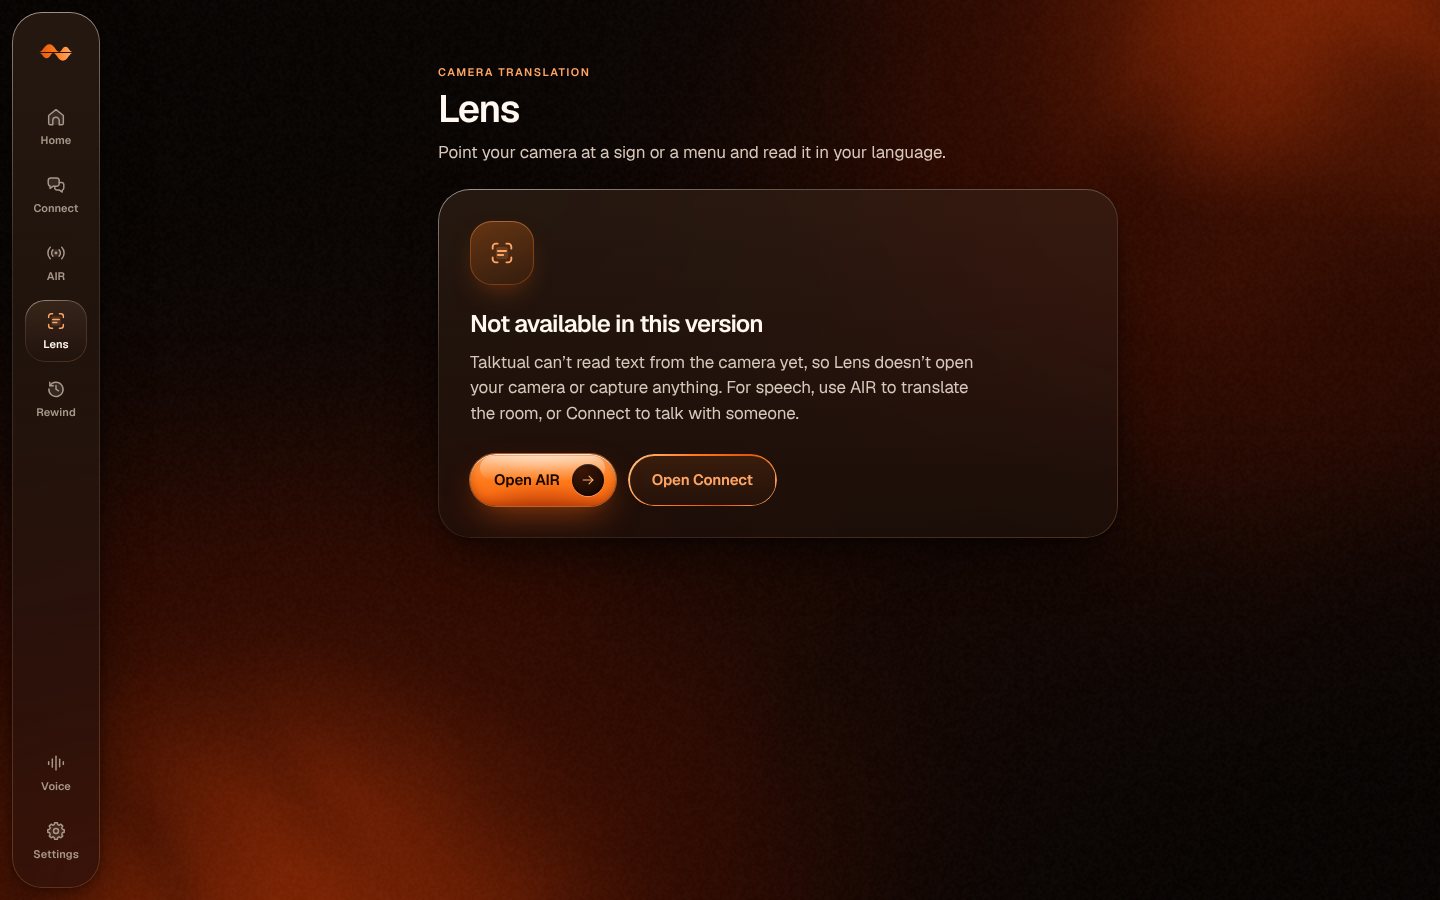 Home
Connect
AIR
Lens
Rewind
Voice
Settings
CAMERA TRANSLATION
Lens
Point your camera at a sign or a menu and read it in your language.
Not available in this version
Talktual can’t read text from the camera yet, so Lens doesn’t open
your camera or capture anything. For speech, use AIR to translate
the room, or Connect to talk with someone.
Open AIR
Open Connect